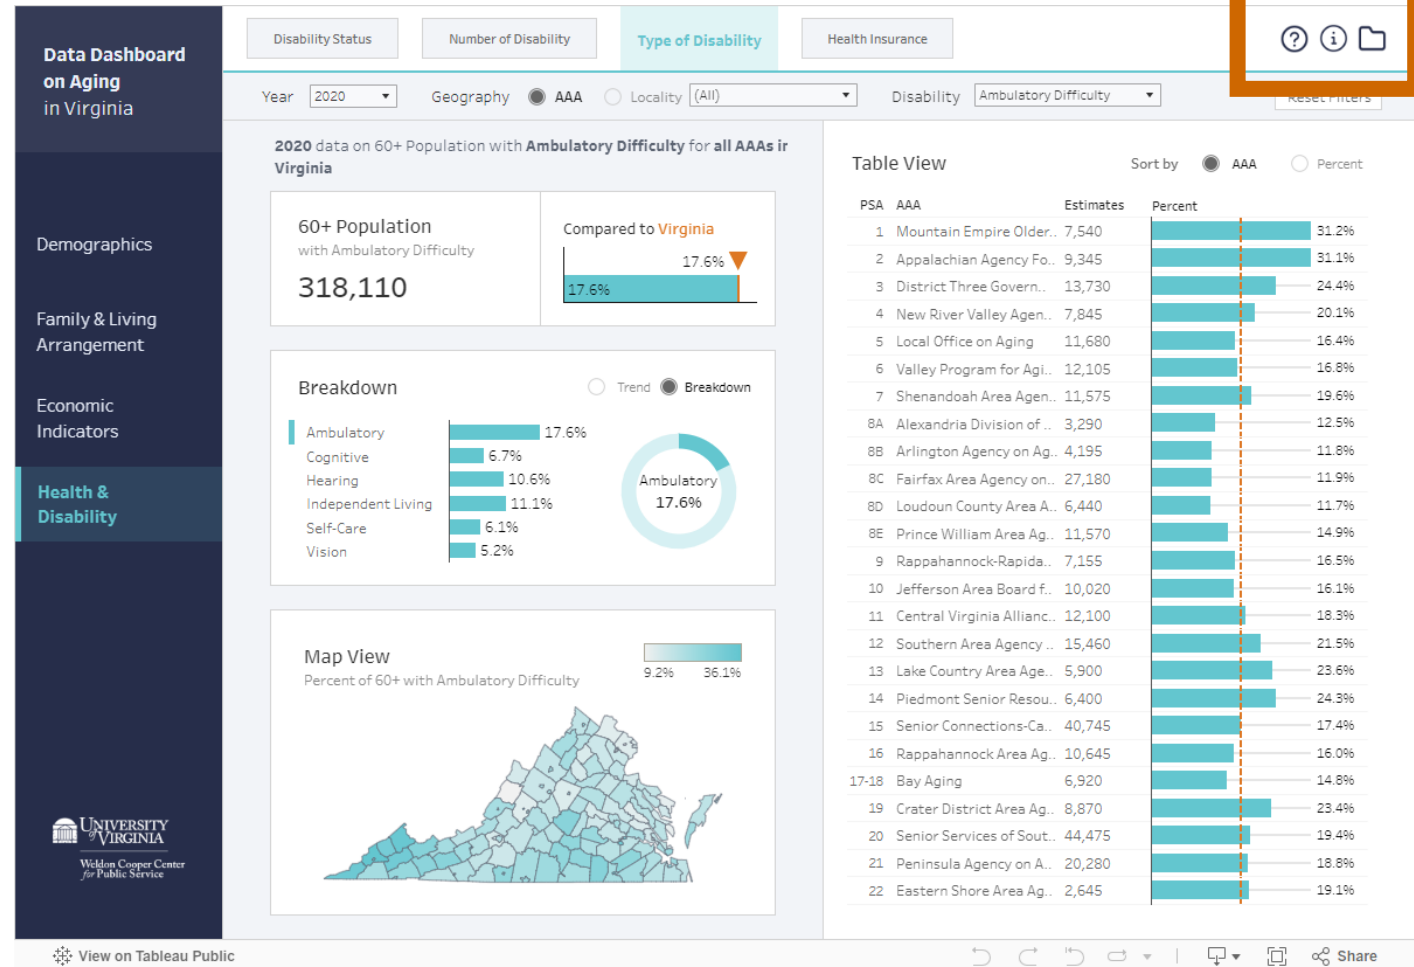 Data Dashboard
on Aging
in Virginia
Disability Status
Number of Disability
Type of Disability
Health Insurance
Year 2020 Geography AAA Locality (All) Disability Ambulatory Difficulty
Reset Filters
Demographics
Family & Living
Arrangement
Economic
Indicators
Health &
Disability
UNIVERSITY
of VIRGINIA
Weldon Cooper Center
for Public Service
2020 data on 60+ Population with Ambulatory Difficulty for all AAAs in
Virginia
60+ Population
with Ambulatory Difficulty
318,110
Compared to Virginia
17.6%
17.6%
Breakdown
Trend Breakdown
Ambulatory 17.6%
Cognitive 6.7%
Hearing 10.6%
Independent Living 11.1%
Self-Care 6.1%
Vision 5.2%
Ambulatory
17.6%
Map View
Percent of 60+ with Ambulatory Difficulty
9.2% 36.1%
Table View Sort by AAA Percent
PSA AAA Estimates Percent
1 Mountain Empire Older.. 7,540 31.2%
2 Appalachian Agency Fo.. 9,345 31.1%
3 District Three Govern.. 13,730 24.4%
4 New River Valley Agen.. 7,845 20.1%
5 Local Office on Aging 11,680 16.4%
6 Valley Program for Agi.. 12,105 16.8%
7 Shenandoah Area Agen.. 11,575 19.6%
8A Alexandria Division of .. 3,290 12.5%
8B Arlington Agency on Ag.. 4,195 11.8%
8C Fairfax Area Agency on.. 27,180 11.9%
8D Loudoun County Area A.. 6,440 11.7%
8E Prince William Area Ag.. 11,570 14.9%
9 Rappahannock-Rapida.. 7,155 16.5%
10 Jefferson Area Board f.. 10,020 16.1%
11 Central Virginia Allianc.. 12,100 18.3%
12 Southern Area Agency .. 15,460 21.5%
13 Lake Country Area Age.. 5,900 23.6%
14 Piedmont Senior Resou.. 6,400 24.3%
15 Senior Connections-Ca.. 40,745 17.4%
16 Rappahannock Area Ag.. 10,645 16.0%
17-18 Bay Aging 6,920 14.8%
19 Crater District Area Ag.. 8,870 23.4%
20 Senior Services of Sout.. 44,475 19.4%
21 Peninsula Agency on A.. 20,280 18.8%
22 Eastern Shore Area Ag.. 2,645 19.1%
View on Tableau Public
Share